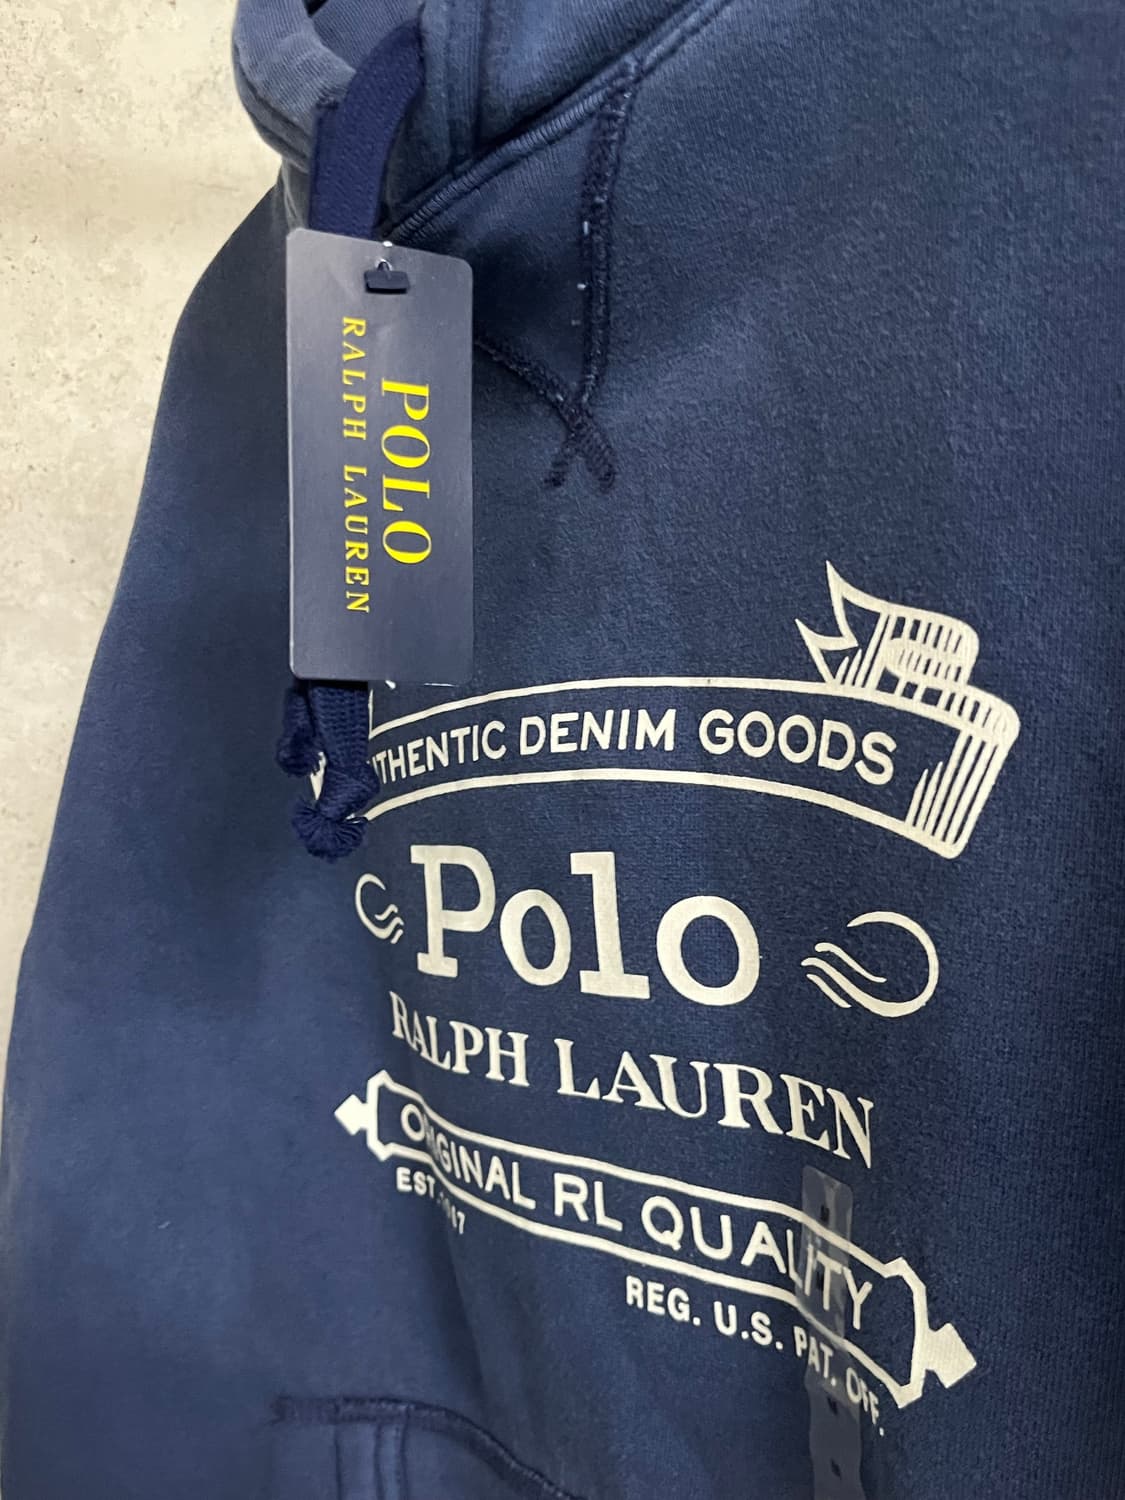 POLO
RALPH LAUREN
THENTIC DENIM GOODS
Polo
RALPH LAUREN
ORIGINAL RL QUALITY
EST.
REG. U.S. PAT. OFF.